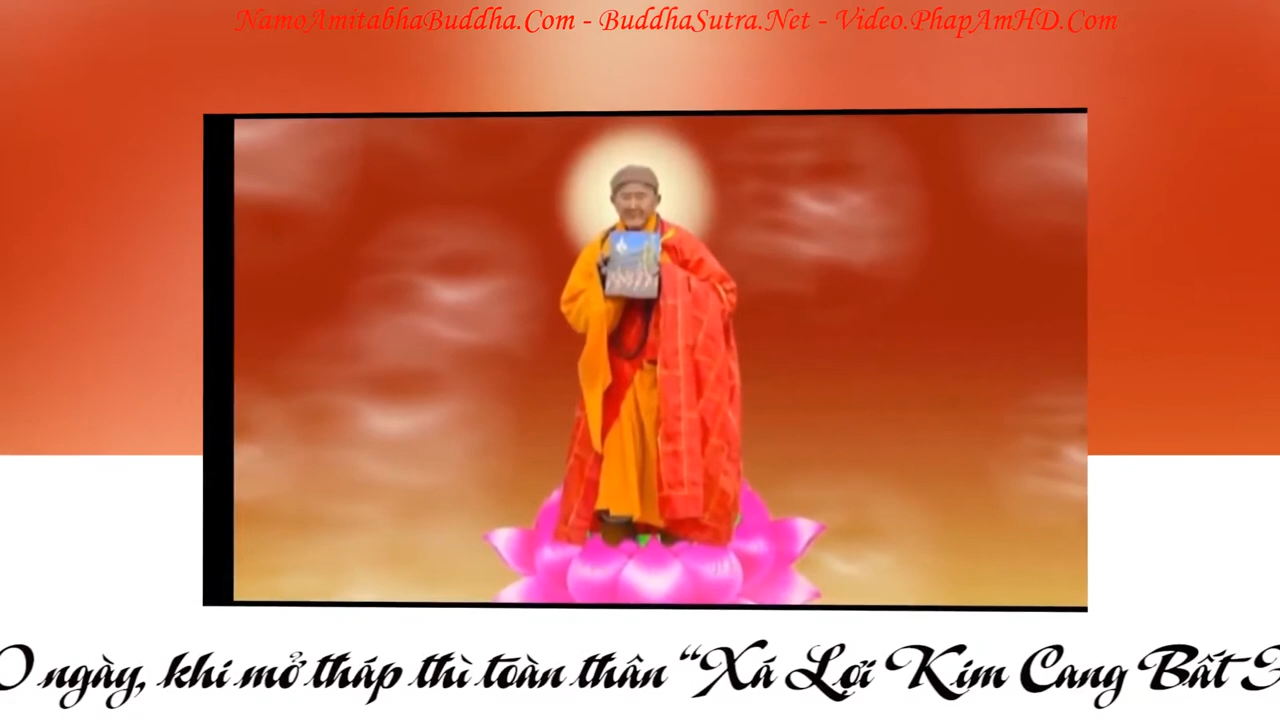 NamoAmitabhaBuddha.Com - BuddhaSutra.Net - Video.PhapAmHD.Com
0 ngày, khi mở tháp thì toàn thân “Xá Lợi Kim Cang Bất